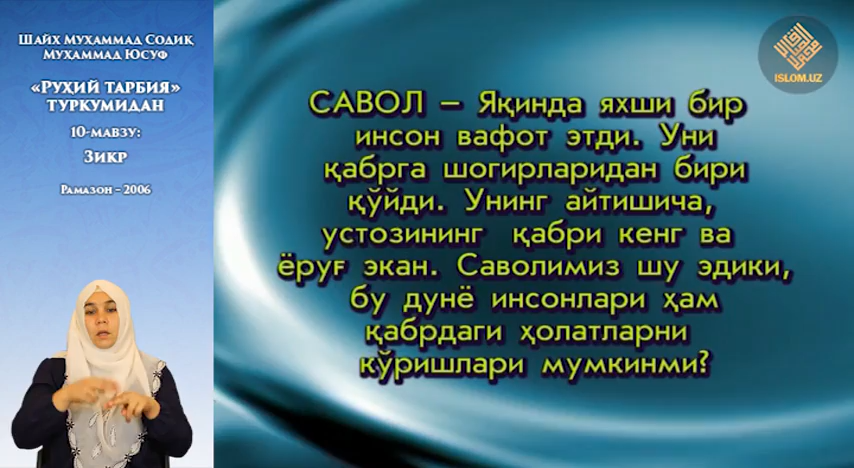 Шайх Муҳаммад Содиқ
Муҳаммад Юсуф
«Руҳий тарбия»
туркумидан
10-мавзу:
Зикр
Рамазон - 2006
ISLOM.UZ
САВОЛ – Яқинда яхши бир
инсон вафот этди. Уни
қабрга шогирларидан бири
қўйди. Унинг айтишича,
устозининг қабри кенг ва
ёруғ экан. Саволимиз шу эдики,
бу дунё инсонлари ҳам
қабрдаги ҳолатларни
кўришлари мумкинми?